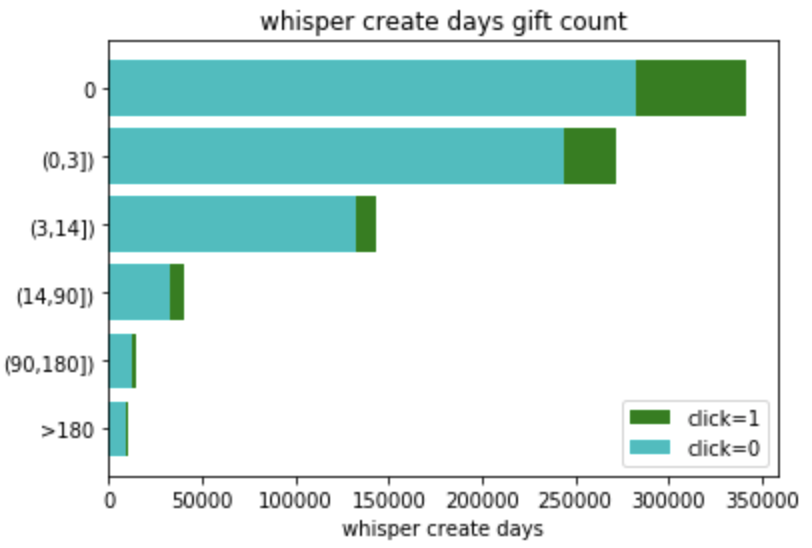 whisper create days gift count
0
(0,3])
(3,14])
(14,90])
(90,180])
>180
click=1
click=0
0 50000 100000 150000 200000 250000 300000 350000
whisper create days